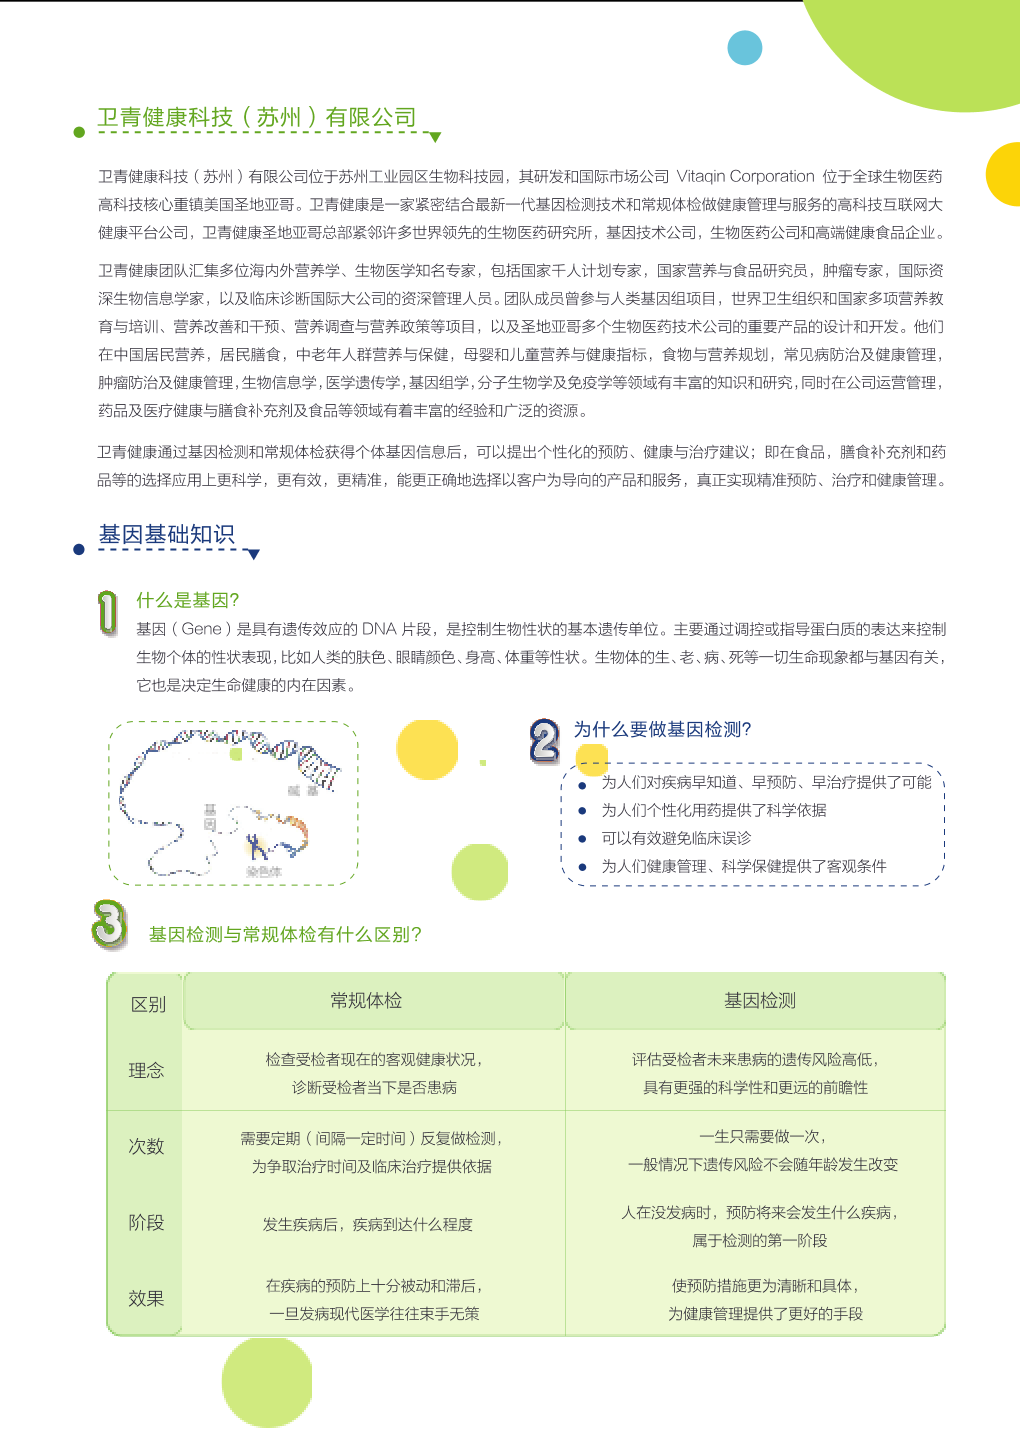 卫青健康科技（苏州）有限公司
卫青健康科技（苏州）有限公司位于苏州工业园区生物科技园，其研发和国际市场公司 Vitaqin Corporation 位于全球生物医药
高科技核心重镇美国圣地亚哥。卫青健康是一家紧密结合最新一代基因检测技术和常规体检做健康管理与服务的高科技互联网大
健康平台公司，卫青健康圣地亚哥总部紧邻许多世界领先的生物医药研究所，基因技术公司，生物医药公司和高端健康食品企业。
卫青健康团队汇集多位海内外营养学、生物医学知名专家，包括国家千人计划专家，国家营养与食品研究员，肿瘤专家，国际资
深生物信息学家，以及临床诊断国际大公司的资深管理人员。团队成员曾参与人类基因组项目，世界卫生组织和国家多项营养教
育与培训、营养改善和干预、营养调查与营养政策等项目，以及圣地亚哥多个生物医药技术公司的重要产品的设计和开发。他们
在中国居民营养，居民膳食，中老年人群营养与保健，母婴和儿童营养与健康指标，食物与营养规划，常见病防治及健康管理，
肿瘤防治及健康管理，生物信息学，医学遗传学，基因组学，分子生物学及免疫学等领域有丰富的知识和研究，同时在公司运营管理，
药品及医疗健康与膳食补充剂及食品等领域有着丰富的经验和广泛的资源。
卫青健康通过基因检测和常规体检获得个体基因信息后，可以提出个性化的预防、健康与治疗建议；即在食品，膳食补充剂和药
品等的选择应用上更科学，更有效，更精准，能更正确地选择以客户为导向的产品和服务，真正实现精准预防、治疗和健康管理。
基因基础知识
1 什么是基因?
基因（Gene）是具有遗传效应的 DNA 片段，是控制生物性状的基本遗传单位。主要通过调控或指导蛋白质的表达来控制
生物个体的性状表现，比如人类的肤色、眼睛颜色、身高、体重等性状。生物体的生、老、病、死等一切生命现象都与基因有关，
它也是决定生命健康的内在因素。
碱 基
基因
染色体
2 为什么要做基因检测?
为人们对疾病早知道、早预防、早治疗提供了可能
为人们个性化用药提供了科学依据
可以有效避免临床误诊
为人们健康管理、科学保健提供了客观条件
3 基因检测与常规体检有什么区别?
区别 常规体检 基因检测
理念
检查受检者现在的客观健康状况，
诊断受检者当下是否患病
评估受检者未来患病的遗传风险高低，
具有更强的科学性和更远的前瞻性
次数
需要定期（间隔一定时间）反复做检测，
为争取治疗时间及临床治疗提供依据
一生只需要做一次，
一般情况下遗传风险不会随年龄发生改变
阶段
发生疾病后，疾病到达什么程度
人在没发病时，预防将来会发生什么疾病，
属于检测的第一阶段
效果
在疾病的预防上十分被动和滞后，
一旦发病现代医学往往束手无策
使预防措施更为清晰和具体，
为健康管理提供了更好的手段